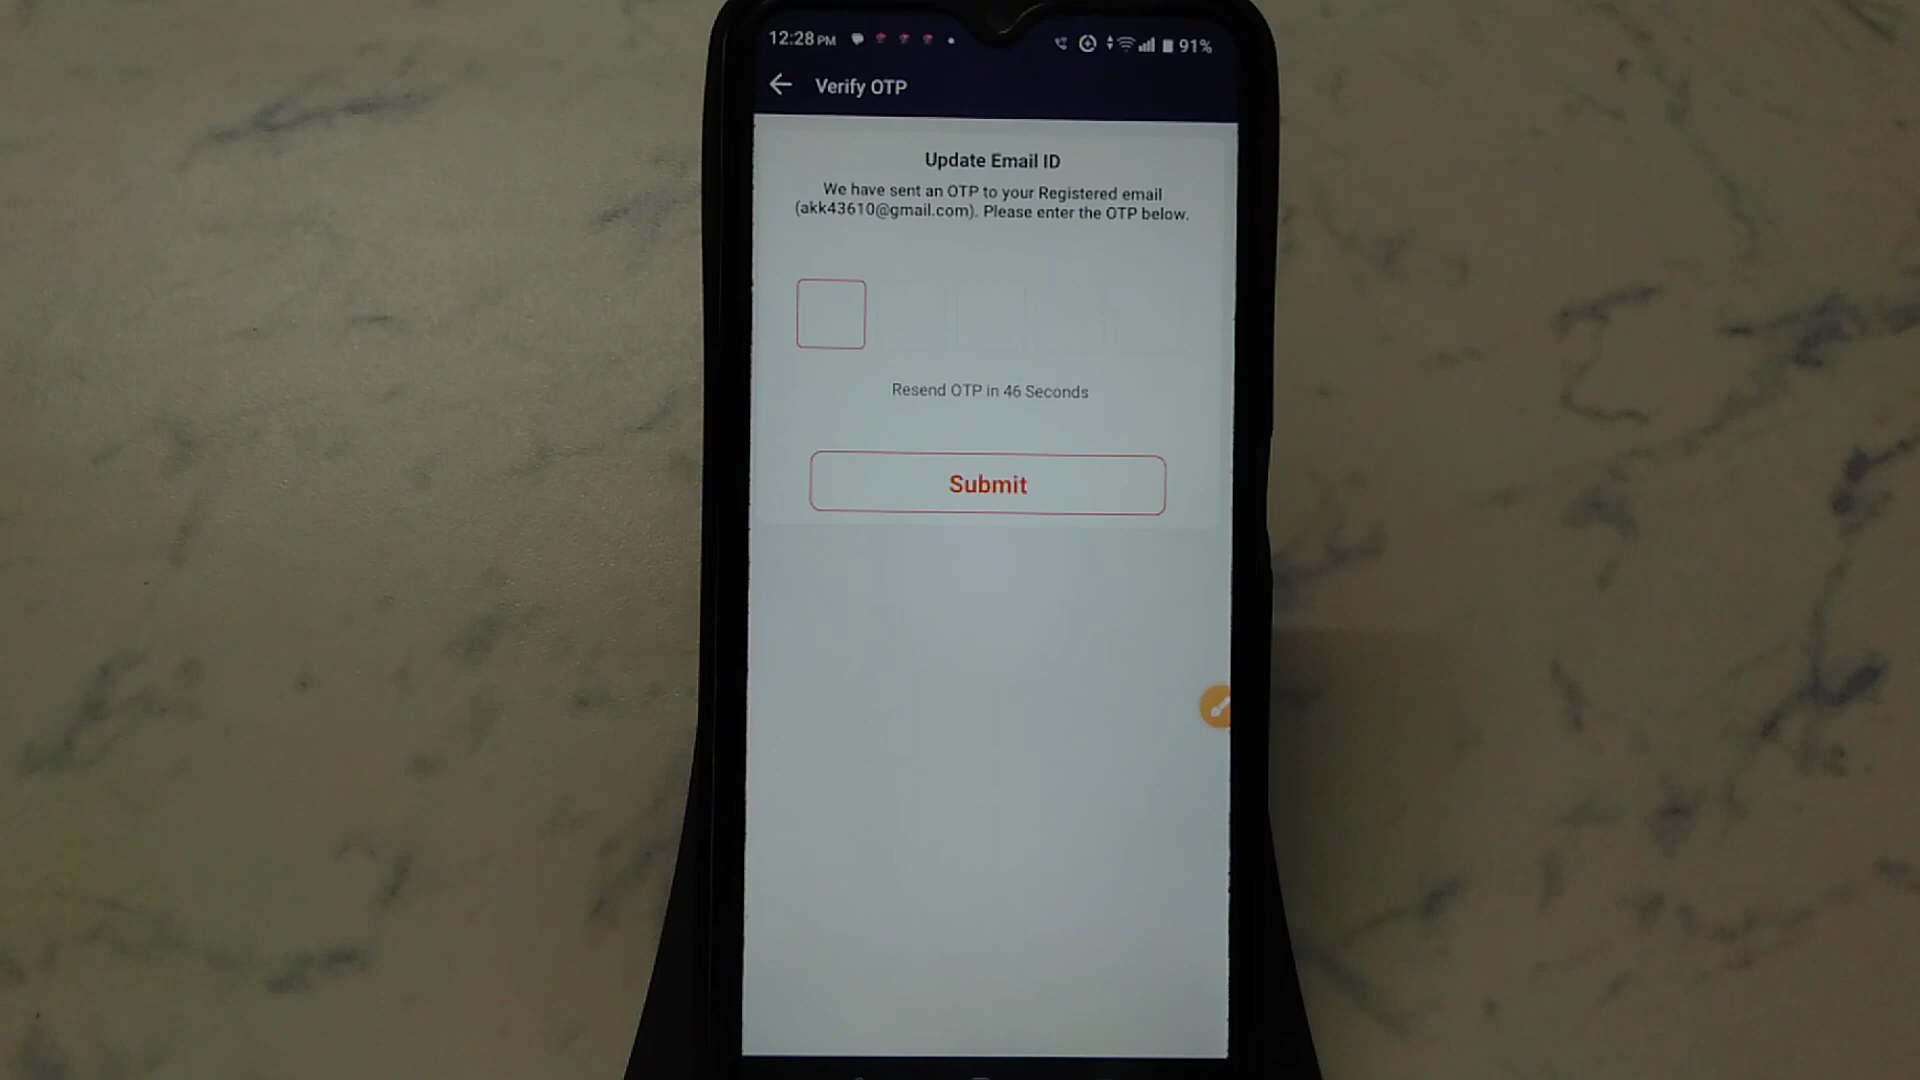 12:28 PM
91%
Verify OTP
Update Email ID
We have sent an OTP to your Registered email
(akk43610@gmail.com). Please enter the OTP below.
Resend OTP in 46 Seconds
Submit